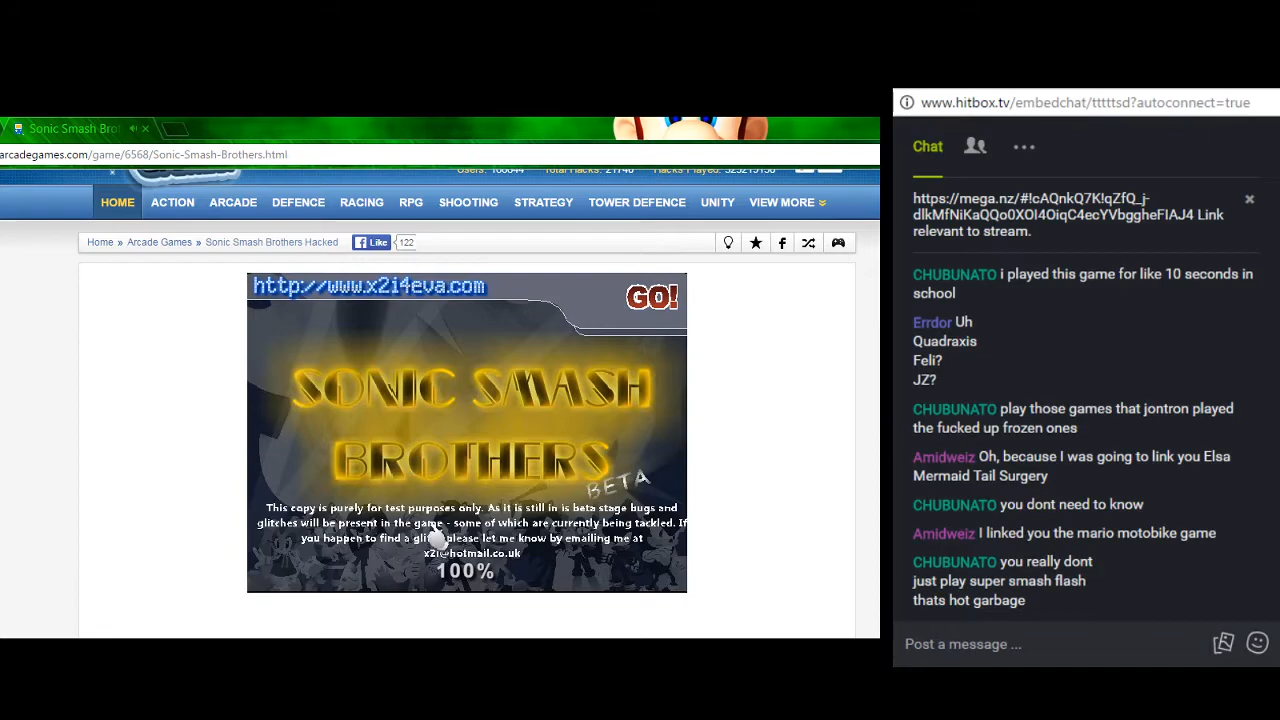 Sonic Smash Brot
arcadegames.com/game/6568/Sonic-Smash-Brothers.html
HOME ACTION ARCADE DEFENCE RACING RPG SHOOTING STRATEGY TOWER DEFENCE UNITY VIEW MORE
Home » Arcade Games » Sonic Smash Brothers Hacked Like 122
http://www.x2i4eva.com
GO!
SONIC SMASH
BROTHERS
BETA
This copy is purely for test purposes only. As it is still in is beta stage bugs and
glitches will be present in the game - some of which are currently being tackled. If
you happen to find a glit please let me know by emailing me at
x2i@hotmail.co.uk
100%
www.hitbox.tv/embedchat/tttttsd?autoconnect=true
Chat
https://mega.nz/#!cAQnkQ7K!qZfQ_j-
dlkMfNiKaQQo0XOI4OiqC4ecYVbggheFIAJ4 Link
relevant to stream.
CHUBUNATO i played this game for like 10 seconds in
school
Errdor Uh
Quadraxis
Feli?
JZ?
CHUBUNATO play those games that jontron played
the fucked up frozen ones
Amidweiz Oh, because I was going to link you Elsa
Mermaid Tail Surgery
CHUBUNATO you dont need to know
Amidweiz I linked you the mario motobike game
CHUBUNATO you really dont
just play super smash flash
thats hot garbage
Post a message ...